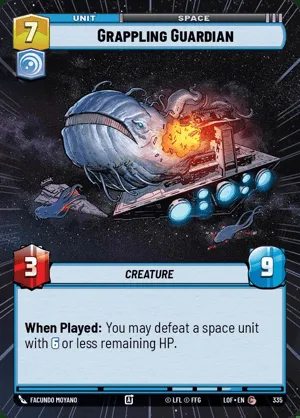 UNIT
SPACE
7
GRAPPLING GUARDIAN
3
CREATURE
9
When Played: You may defeat a space unit
with 6 or less remaining HP.
FACUNDO MOYANO
© LFL © FFG
LOF • EN
C
335